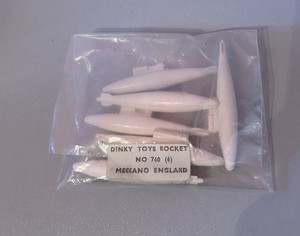 DINKY TOYS ROCKET
NO 760 (6)
MECCANO ENGLAND